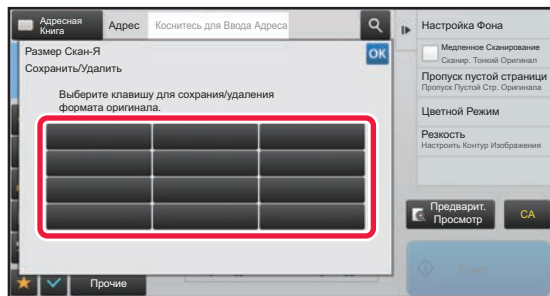 Адресная
Книга
Адрес
Коснитесь для Ввода Адреса
Настройка Фона
Размер Скан-Я
OK
Сохранить/Удалить
Медленное Сканирование
Сканир. Тонкий Оригинал
Выберите клавишу для сохрания/удаления
формата оригинала.
Пропуск пустой страници
Пропуск Пустой Стр. Оригинала
Цветной Режим
Резкость
Настроить Контур Изображения
Предварит.
Просмотр
CA
Прочие